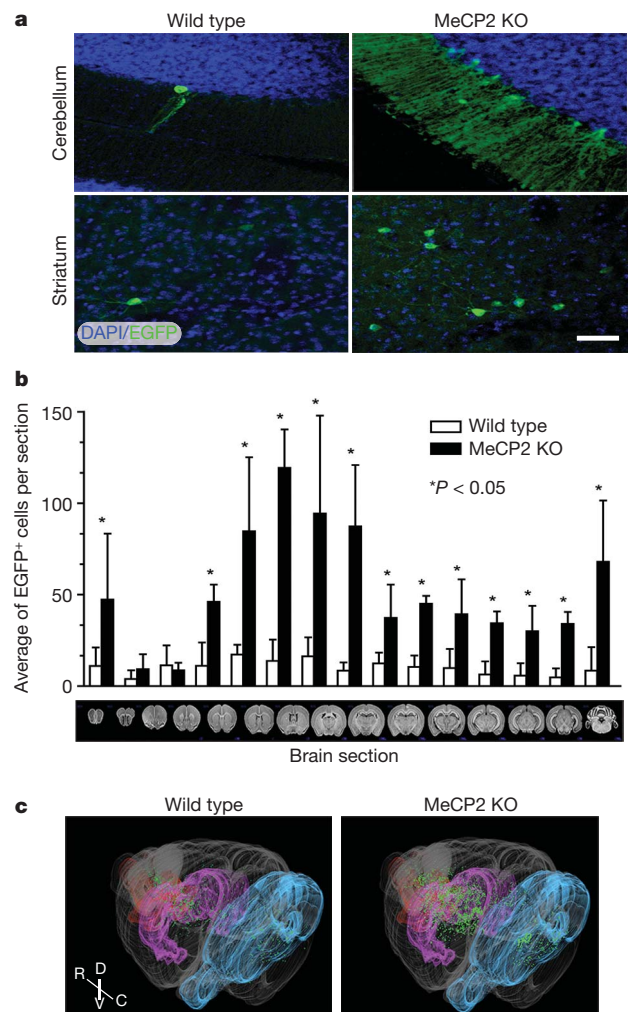 a
Wild type
MeCP2 KO
Cerebellum
Striatum
DAPI/EGFP
b
Average of EGFP+ cells per section
150
100
50
0
Wild type
MeCP2 KO
*P < 0.05
* * * * * * * * * * * * *
Brain section
c
Wild type
MeCP2 KO
R D
V C